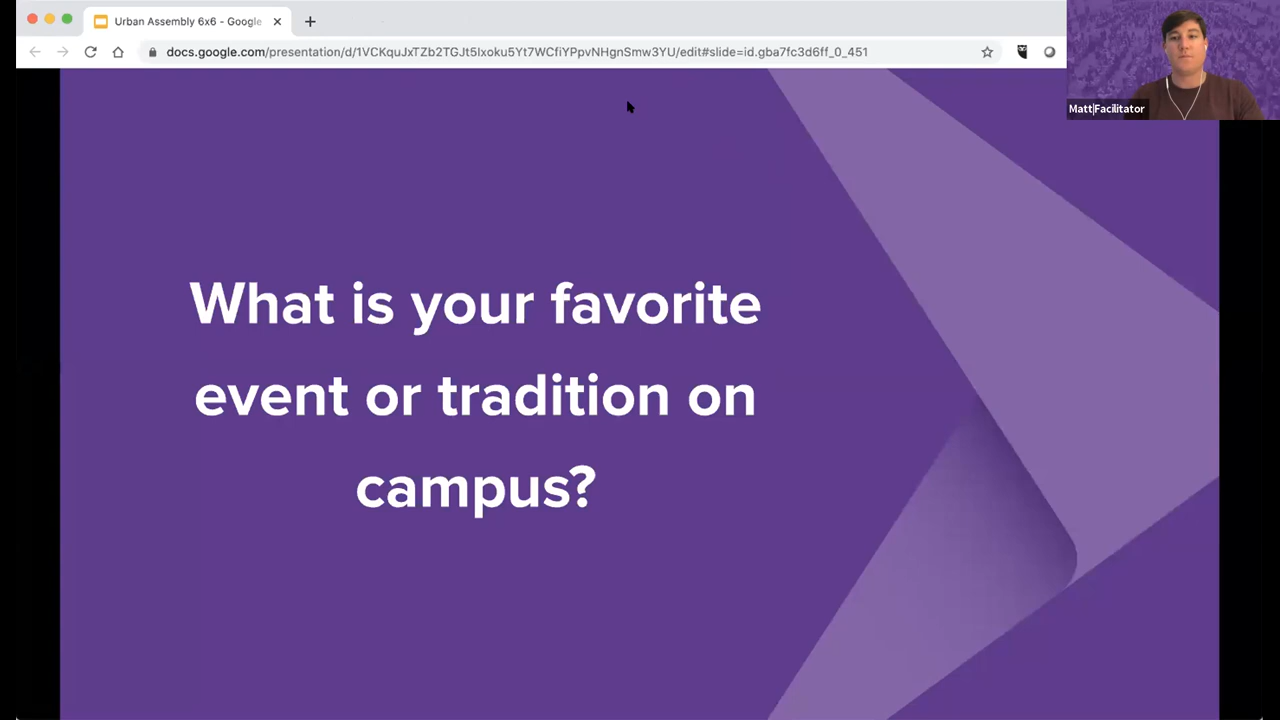 Urban Assembly 6x6 - Google
docs.google.com/presentation/d/1VCKquJxTZb2TGJt5Ixoku5Yt7WCfiYPpvNHgnSmw3YU/edit#slide=id.gba7fc3d6ff_0_451
Matt|Facilitator
What is your favorite
event or tradition on
campus?